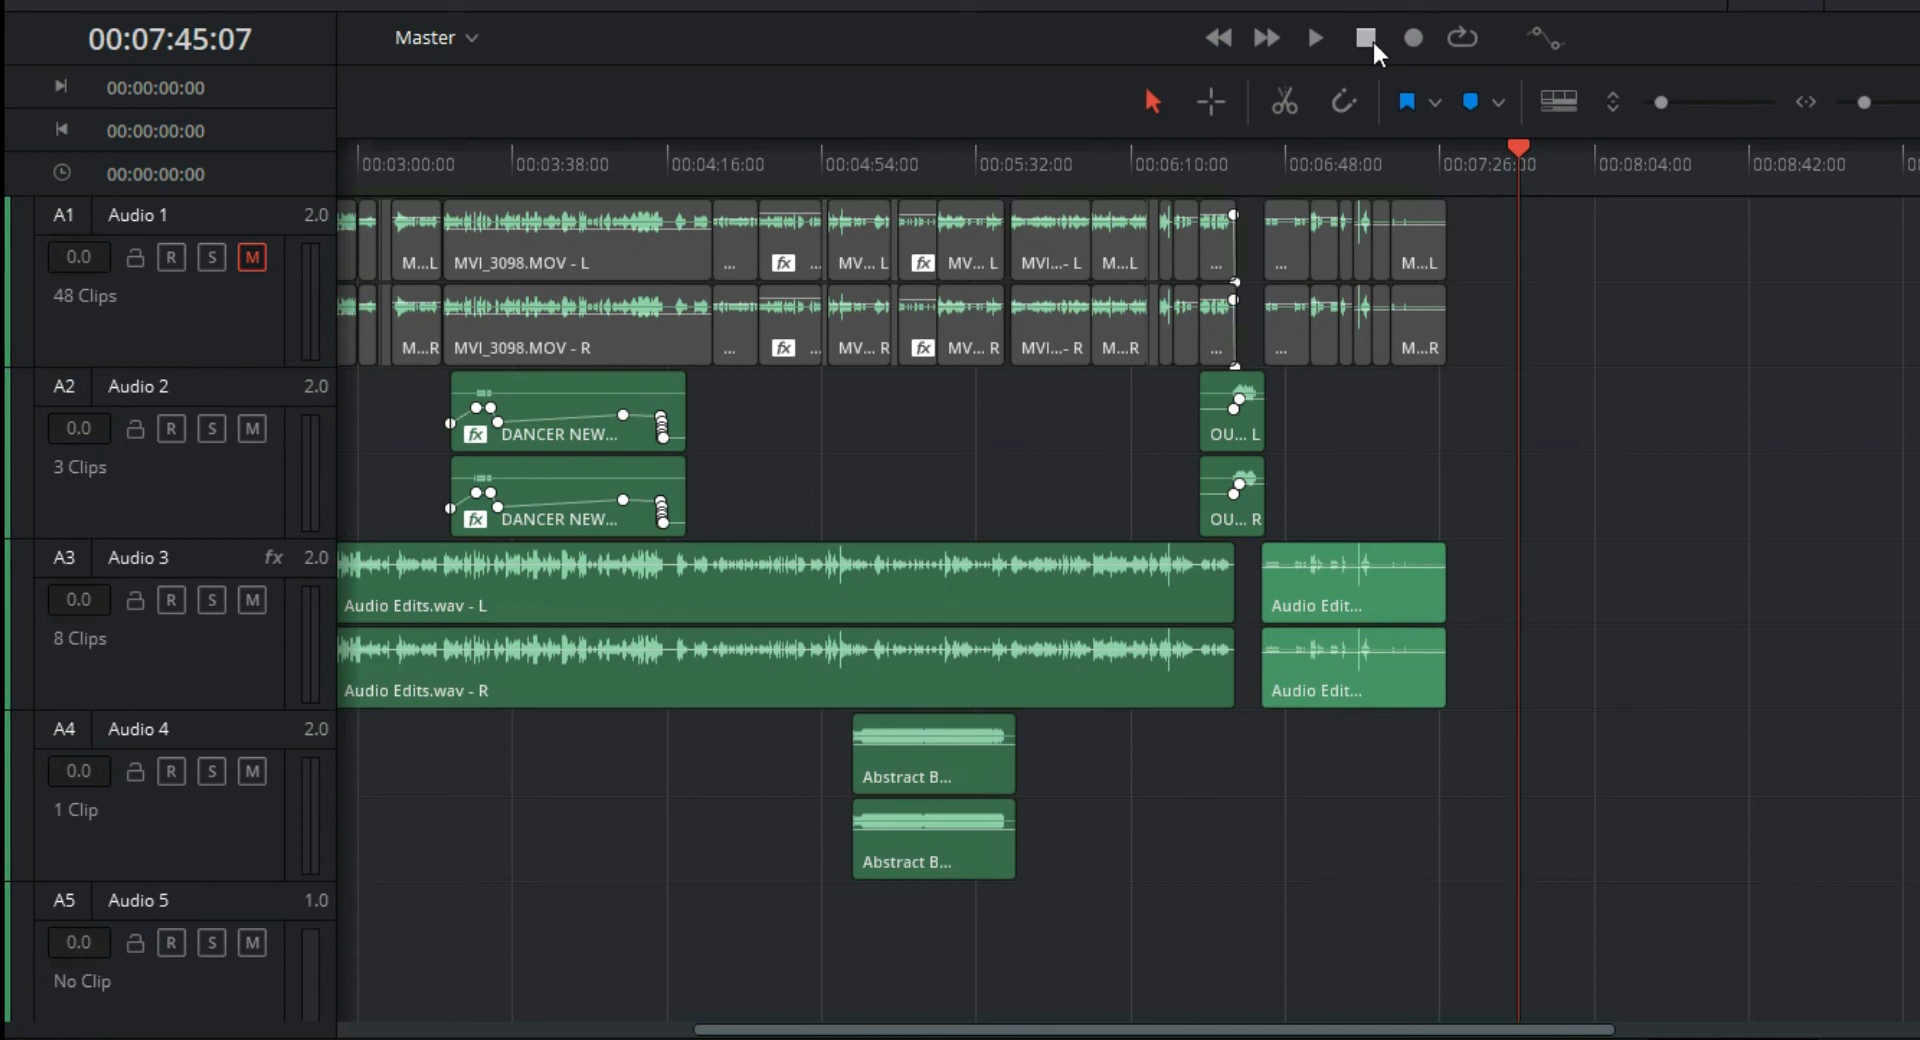 00:07:45:07
Master
00:00:00:00
00:00:00:00
00:00:00:00
00:03:00:00 00:03:38:00 00:04:16:00 00:04:54:00 00:05:32:00 00:06:10:00 00:06:48:00 00:07:26:00 00:08:04:00 00:08:42:00
A1 Audio 1 2.0
0.0 R S M
48 Clips
M...L MVI_3098.MOV - L ... fx ... MV... L fx MV... L MVI...- L M...L ... ... M...L
M...R MVI_3098.MOV - R ... fx ... MV... R fx MV... R MVI...- R M...R ... ... M...R
A2 Audio 2 2.0
0.0 R S M
3 Clips
fx DANCER NEW... OU... L
fx DANCER NEW... OU... R
A3 Audio 3 fx 2.0
0.0 R S M
8 Clips
Audio Edits.wav - L Audio Edit...
Audio Edits.wav - R Audio Edit...
A4 Audio 4 2.0
0.0 R S M
1 Clip
Abstract B...
Abstract B...
A5 Audio 5 1.0
0.0 R S M
No Clip